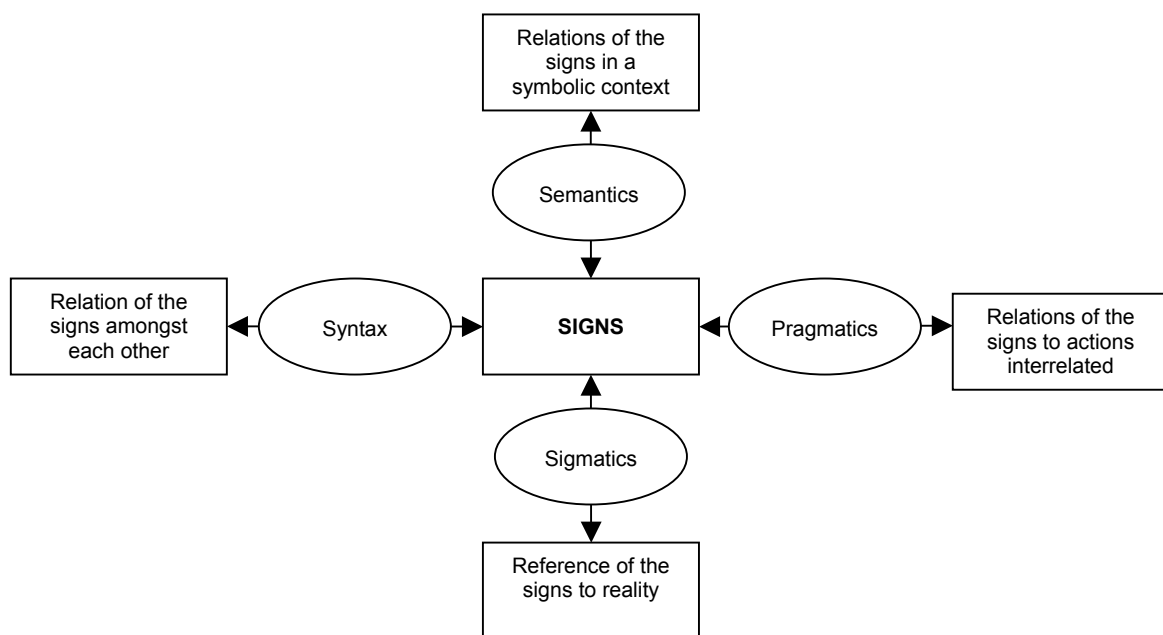 Relations of the
signs in a
symbolic context
Semantics
Relation of the
signs amongst
each other
Syntax
SIGNS
Pragmatics
Relations of the
signs to actions
interrelated
Sigmatics
Reference of the
signs to reality